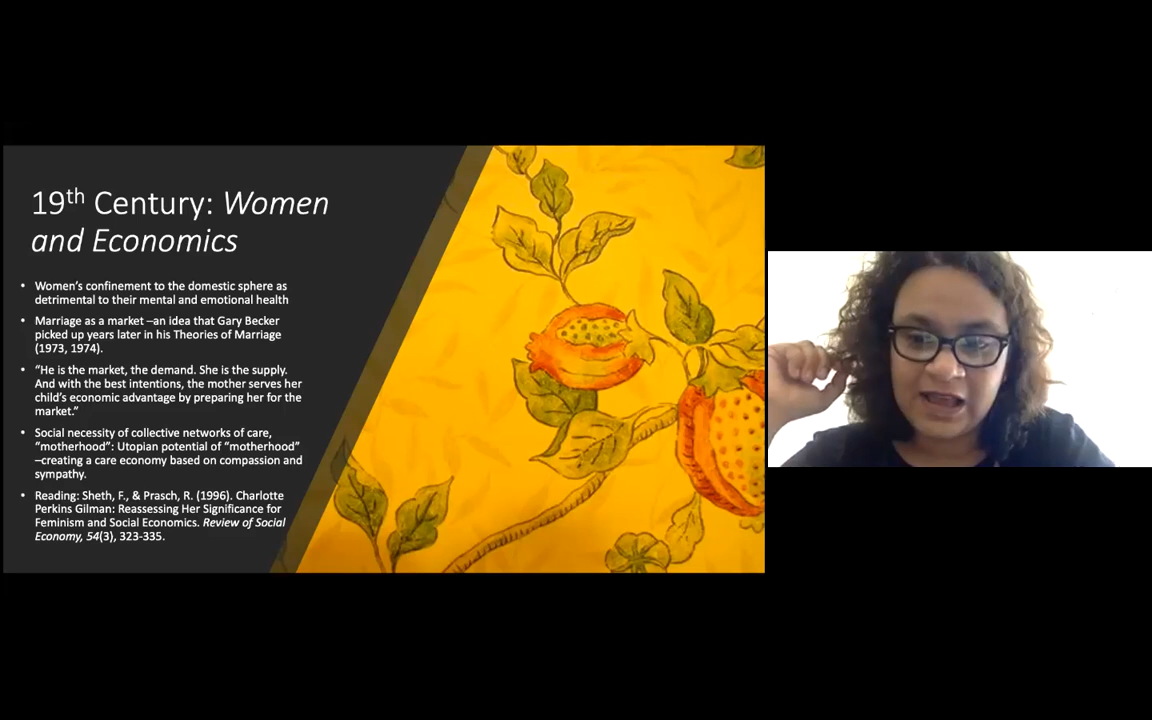 19th Century: Women
and Economics
• Women's confinement to the domestic sphere as
detrimental to their mental and emotional health
• Marriage as a market –an idea that Gary Becker
picked up years later in his Theories of Marriage
(1973, 1974).
• "He is the market, the demand. She is the supply.
And with the best intentions, the mother serves her
child's economic advantage by preparing her for the
market."
• Social necessity of collective networks of care,
"motherhood": Utopian potential of "motherhood"
–creating a care economy based on compassion and
sympathy.
• Reading: Sheth, F., & Prasch, R. (1996). Charlotte
Perkins Gilman: Reassessing Her Significance for
Feminism and Social Economics. Review of Social
Economy, 54(3), 323-335.